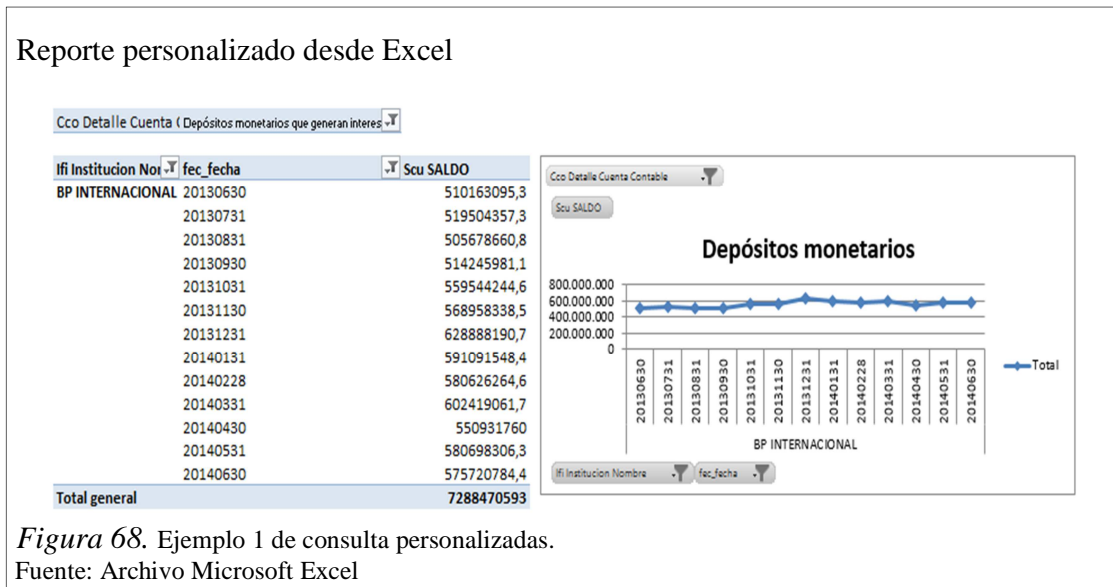 Reporte personalizado desde Excel
Cco Detalle Cuenta ( Depósitos monetarios que generan interes
Ifi Institucion Nor fec_fecha Scu SALDO
BP INTERNACIONAL 20130630 510163095,3
20130731 519504357,3
20130831 505678660,8
20130930 514245981,1
20131031 559544244,6
20131130 568958338,5
20131231 628888190,7
20140131 591091548,4
20140228 580626264,6
20140331 602419061,7
20140430 550931760
20140531 580698306,3
20140630 575720784,4
Total general 7288470593
Cco Detalle Cuenta Contable
Scu SALDO
Depósitos monetarios
800.000.000
600.000.000
400.000.000
200.000.000
0
20130630 20130731 20130831 20130930 20131031 20131130 20131231 20140131 20140228 20140331 20140430 20140531 20140630
Total
BP INTERNACIONAL
Ifi Institucion Nombre fec_fecha
Figura 68. Ejemplo 1 de consulta personalizadas.
Fuente: Archivo Microsoft Excel